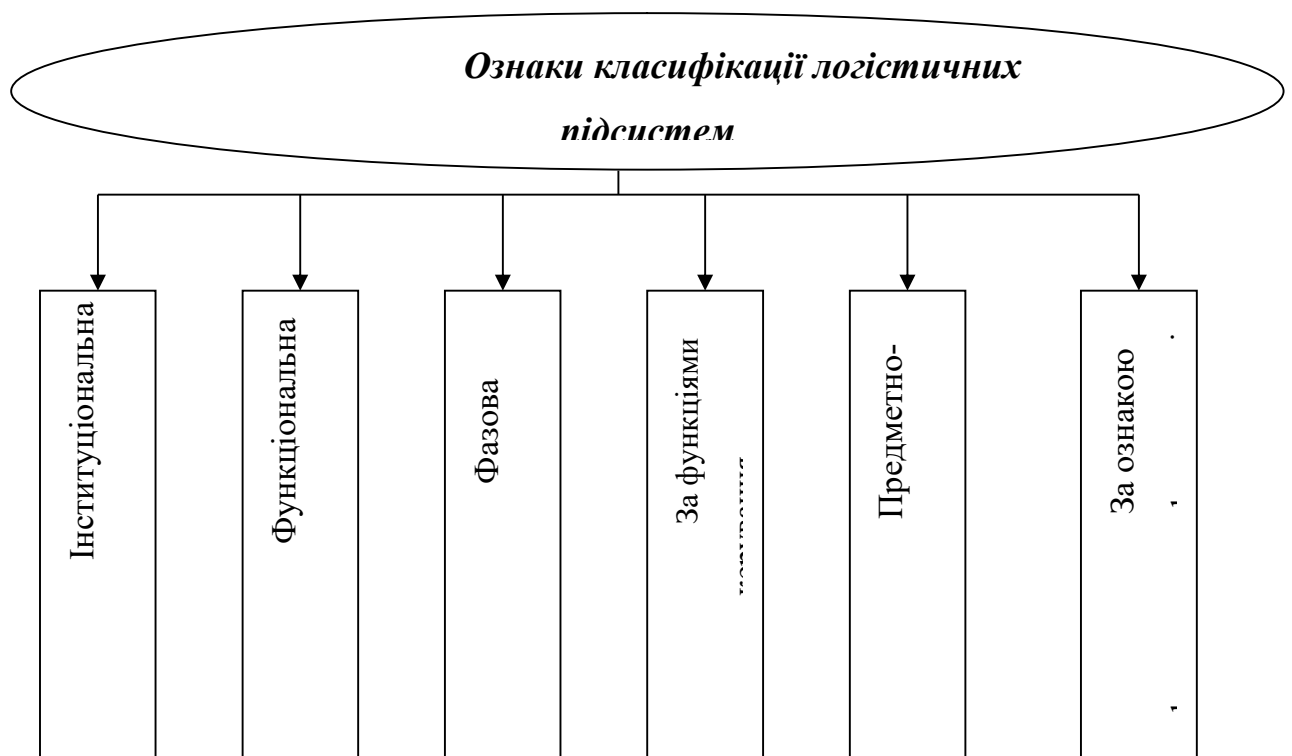 Ознаки класифікації логістичних
підсистем
Інституціональна
Функціональна
Фазова
За функціями
Предметно-
За ознакою